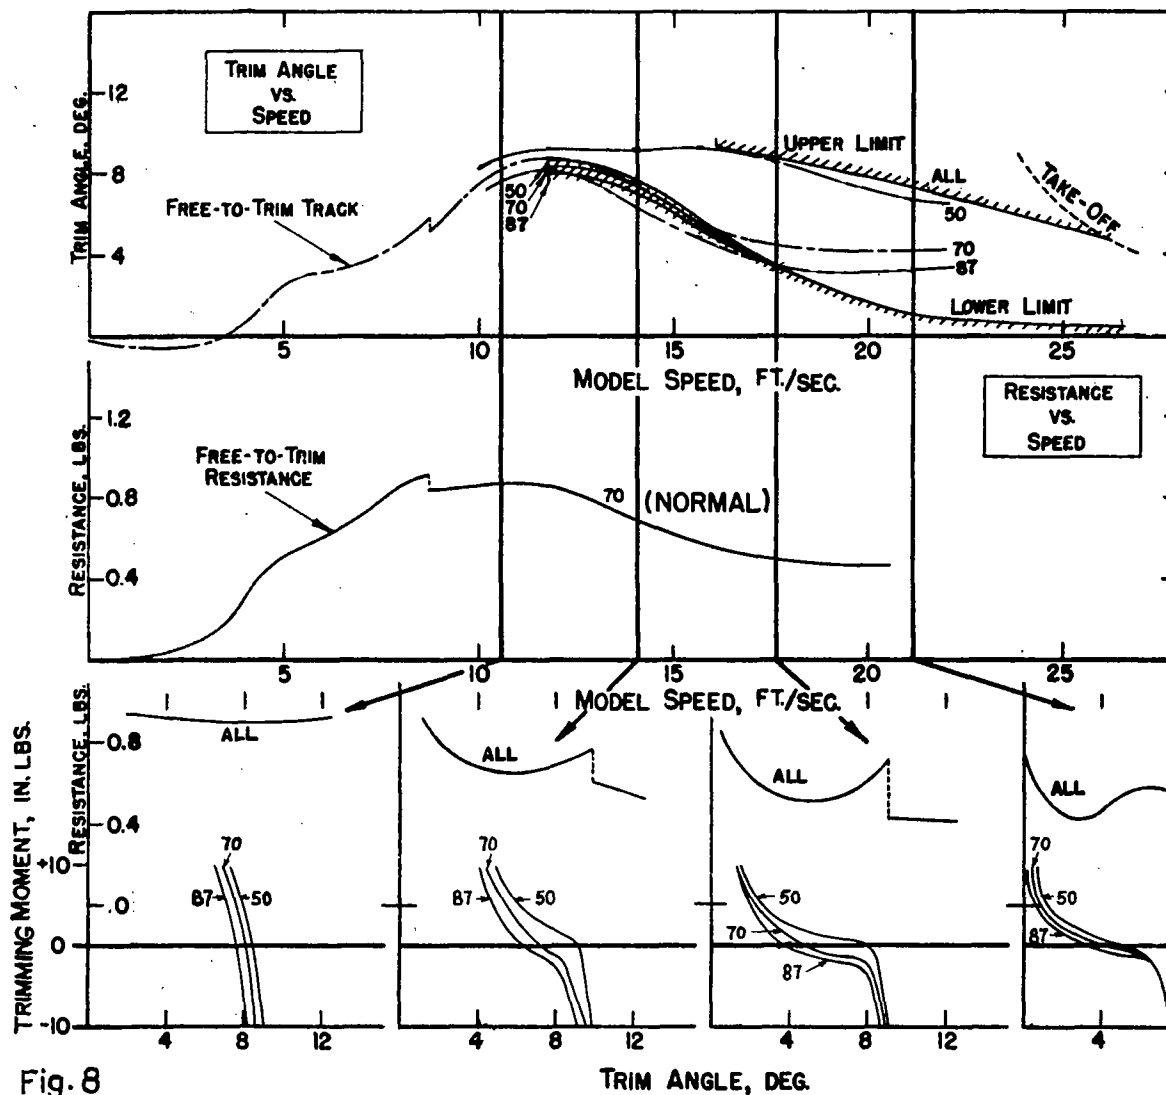 TRIM ANGLE
VS.
SPEED
TRIM ANGLE, DEG.
12
8
4
FREE-TO-TRIM TRACK
50
70
87
UPPER LIMIT
ALL
50
TAKE-OFF
70
87
LOWER LIMIT
5
10
15
20
25
MODEL SPEED, FT./SEC.
RESISTANCE
VS.
SPEED
RESISTANCE, LBS.
1.2
0.8
0.4
FREE-TO-TRIM
RESISTANCE
70 (NORMAL)
5
10
15
20
25
MODEL SPEED, FT./SEC.
TRIMMING MOMENT, IN. LBS.
RESISTANCE, LBS.
0.8
0.4
+10
.0
0
-10
ALL
70
87
50
4
8
12
ALL
70
87
50
4
8
12
ALL
50
70
87
4
8
12
ALL
70
50
87
4
TRIM ANGLE, DEG.
Fig. 8